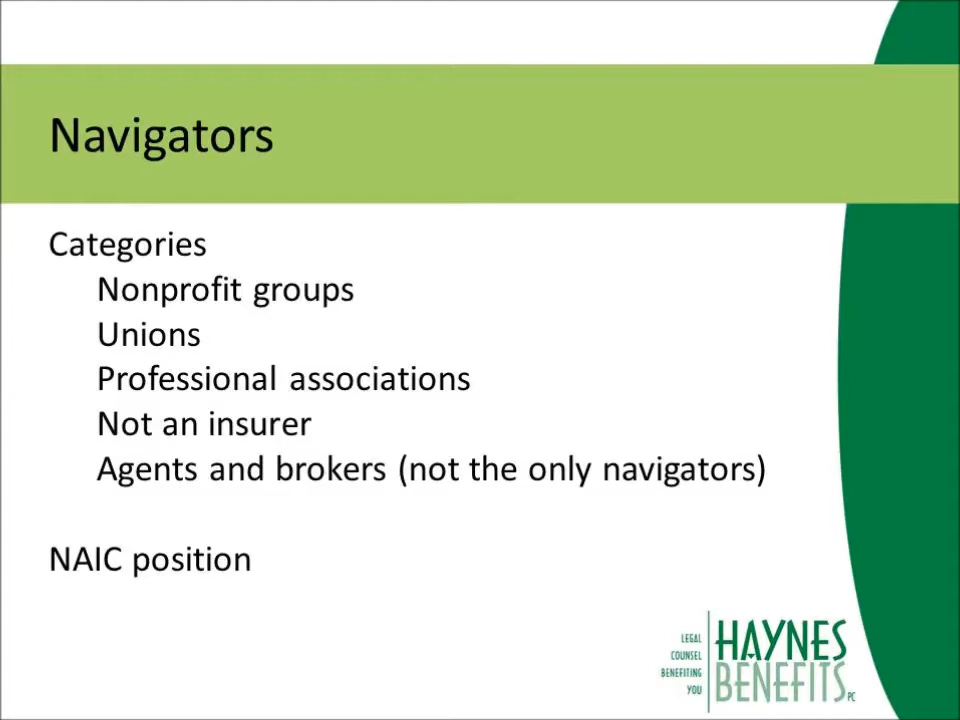 Navigators
Categories
Nonprofit groups
Unions
Professional associations
Not an insurer
Agents and brokers (not the only navigators)
NAIC position
LEGAL
COUNSEL
BENEFITING
YOU
HAYNES
BENEFITS PC